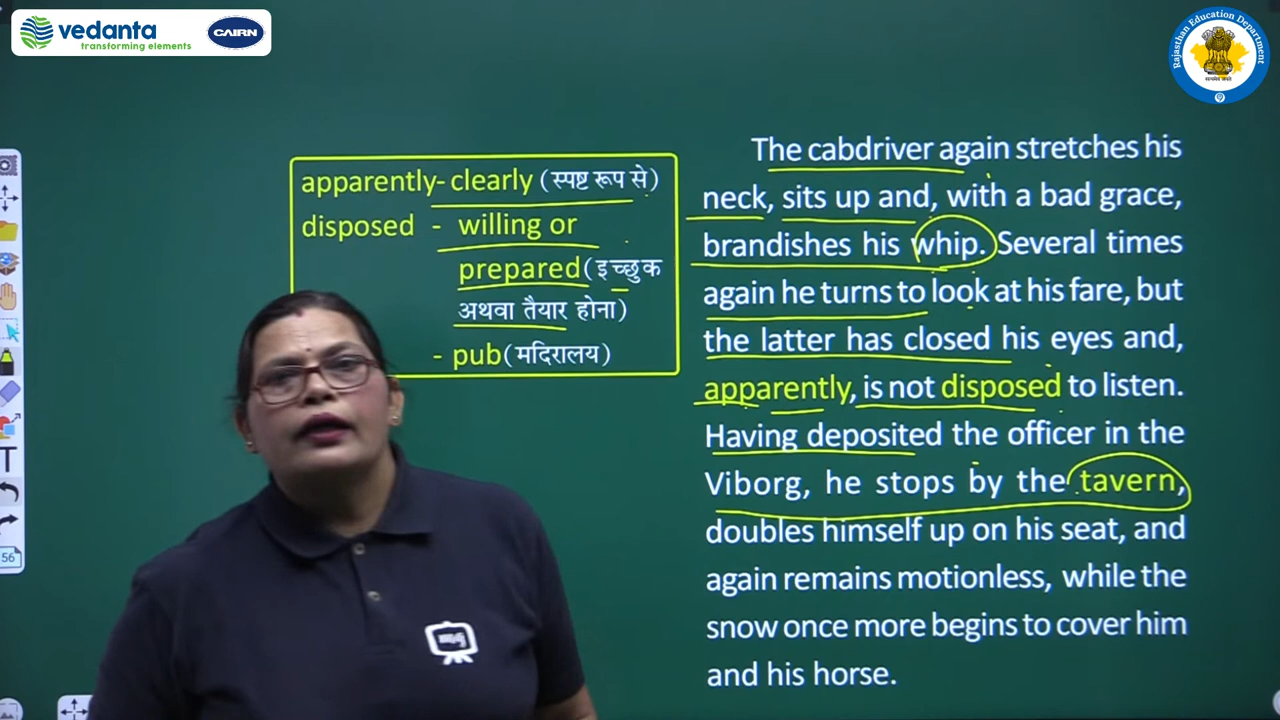 vedanta
transforming elements
CAIRN
Rajasthan Education Department
apparently- clearly (स्पष्ट रूप से)
disposed - willing or
prepared (इच्छुक
अथवा तैयार होना)
- pub (मदिरालय)
The cabdriver again stretches his
neck, sits up and, with a bad grace,
brandishes his whip. Several times
again he turns to look at his fare, but
the latter has closed his eyes and,
apparently, is not disposed to listen.
Having deposited the officer in the
Viborg, he stops by the tavern,
doubles himself up on his seat, and
again remains motionless, while the
snow once more begins to cover him
and his horse.
T
56